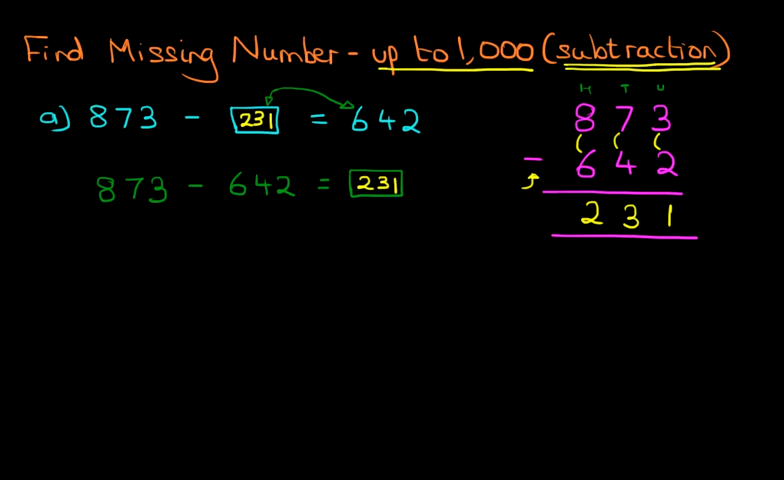 Find Missing Number - up to 1,000 (subtraction)
a) 873 - 231 = 642
873 - 642 = 231
H T U
8 7 3
- 6 4 2
2 3 1